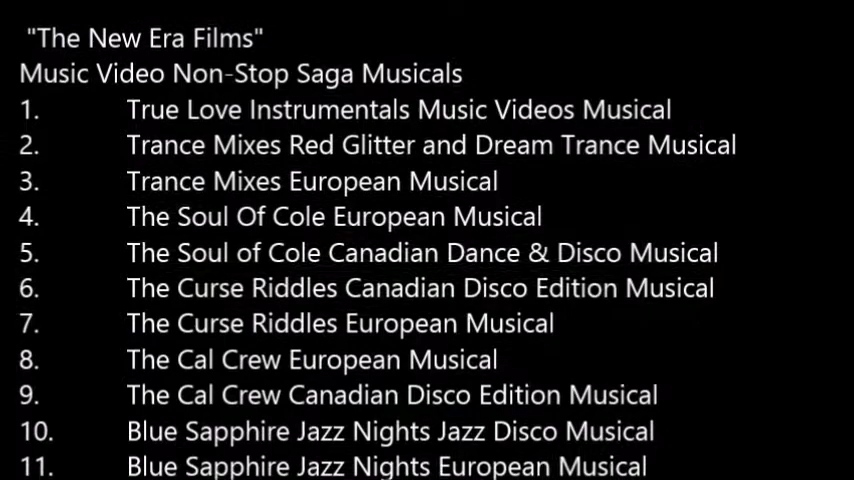 "The New Era Films"
Music Video Non-Stop Saga Musicals
1. True Love Instrumentals Music Videos Musical
2. Trance Mixes Red Glitter and Dream Trance Musical
3. Trance Mixes European Musical
4. The Soul Of Cole European Musical
5. The Soul of Cole Canadian Dance & Disco Musical
6. The Curse Riddles Canadian Disco Edition Musical
7. The Curse Riddles European Musical
8. The Cal Crew European Musical
9. The Cal Crew Canadian Disco Edition Musical
10. Blue Sapphire Jazz Nights Jazz Disco Musical
11. Blue Sapphire Jazz Nights European Musical